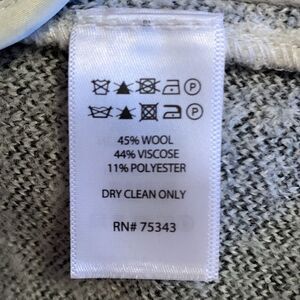 45% WOOL
44% VISCOSE
11% POLYESTER
DRY CLEAN ONLY
RN# 75343